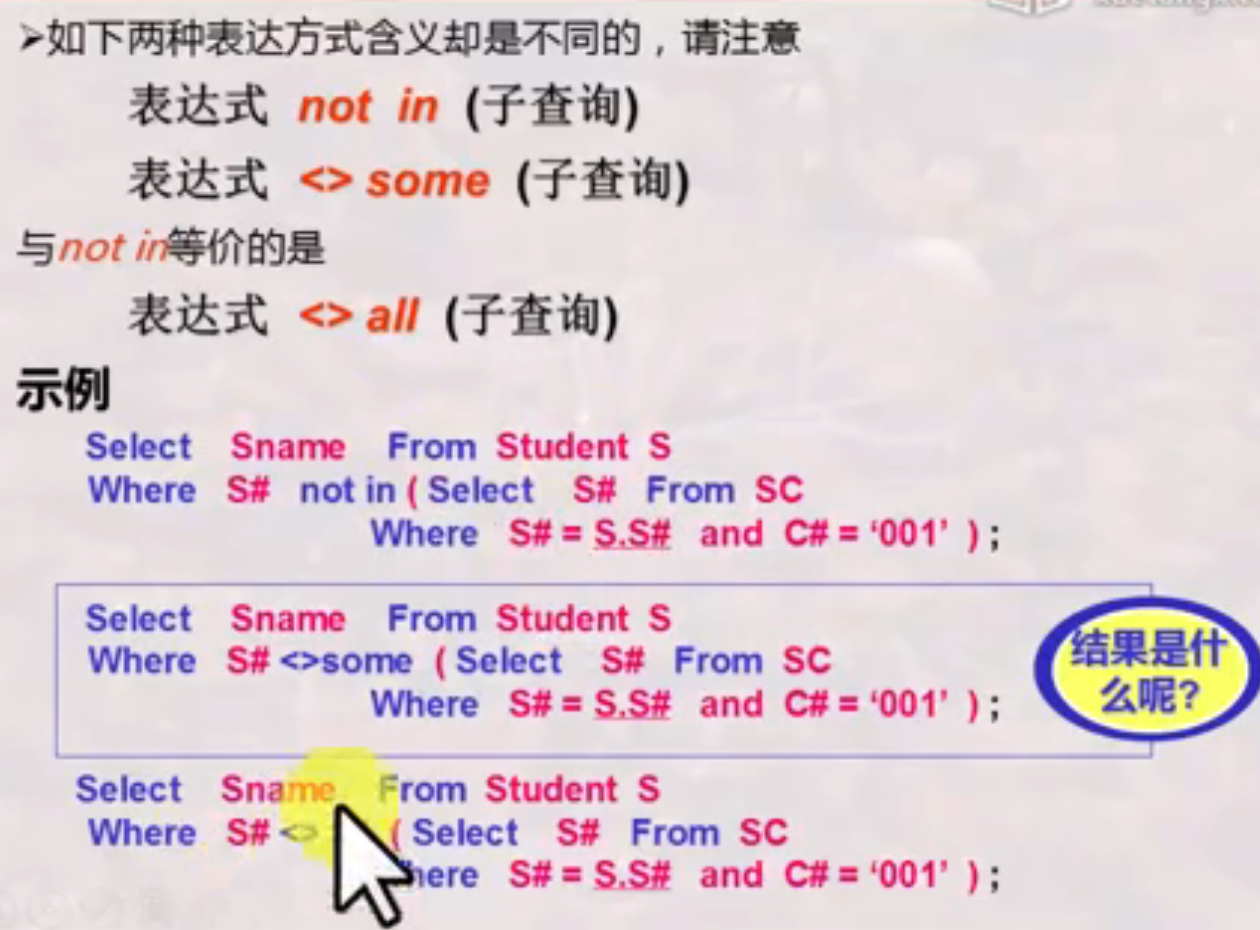 ➢如下两种表达方式含义却是不同的，请注意
表达式 not in (子查询)
表达式 <> some (子查询)
与not in等价的是
表达式 <> all (子查询)
示例
Select Sname From Student S
Where S# not in ( Select S# From SC
Where S# = S.S# and C# = ‘001’ ) ;
Select Sname From Student S
Where S# <>some ( Select S# From SC
Where S# = S.S# and C# = ‘001’ ) ;
结果是什
么呢?
Select Sname From Student S
Where S# <> ( Select S# From SC
here S# = S.S# and C# = ‘001’ ) ;